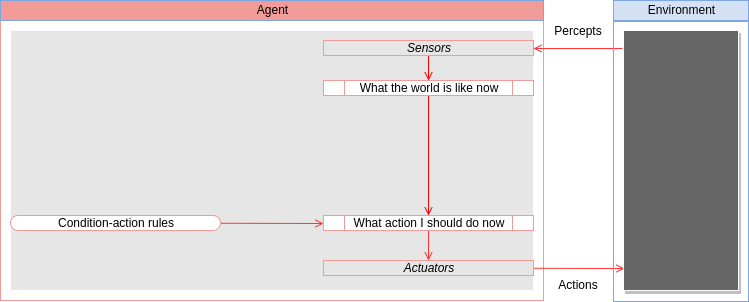 Agent
Environment
Percepts
Sensors
What the world is like now
Condition-action rules
What action I should do now
Actuators
Actions